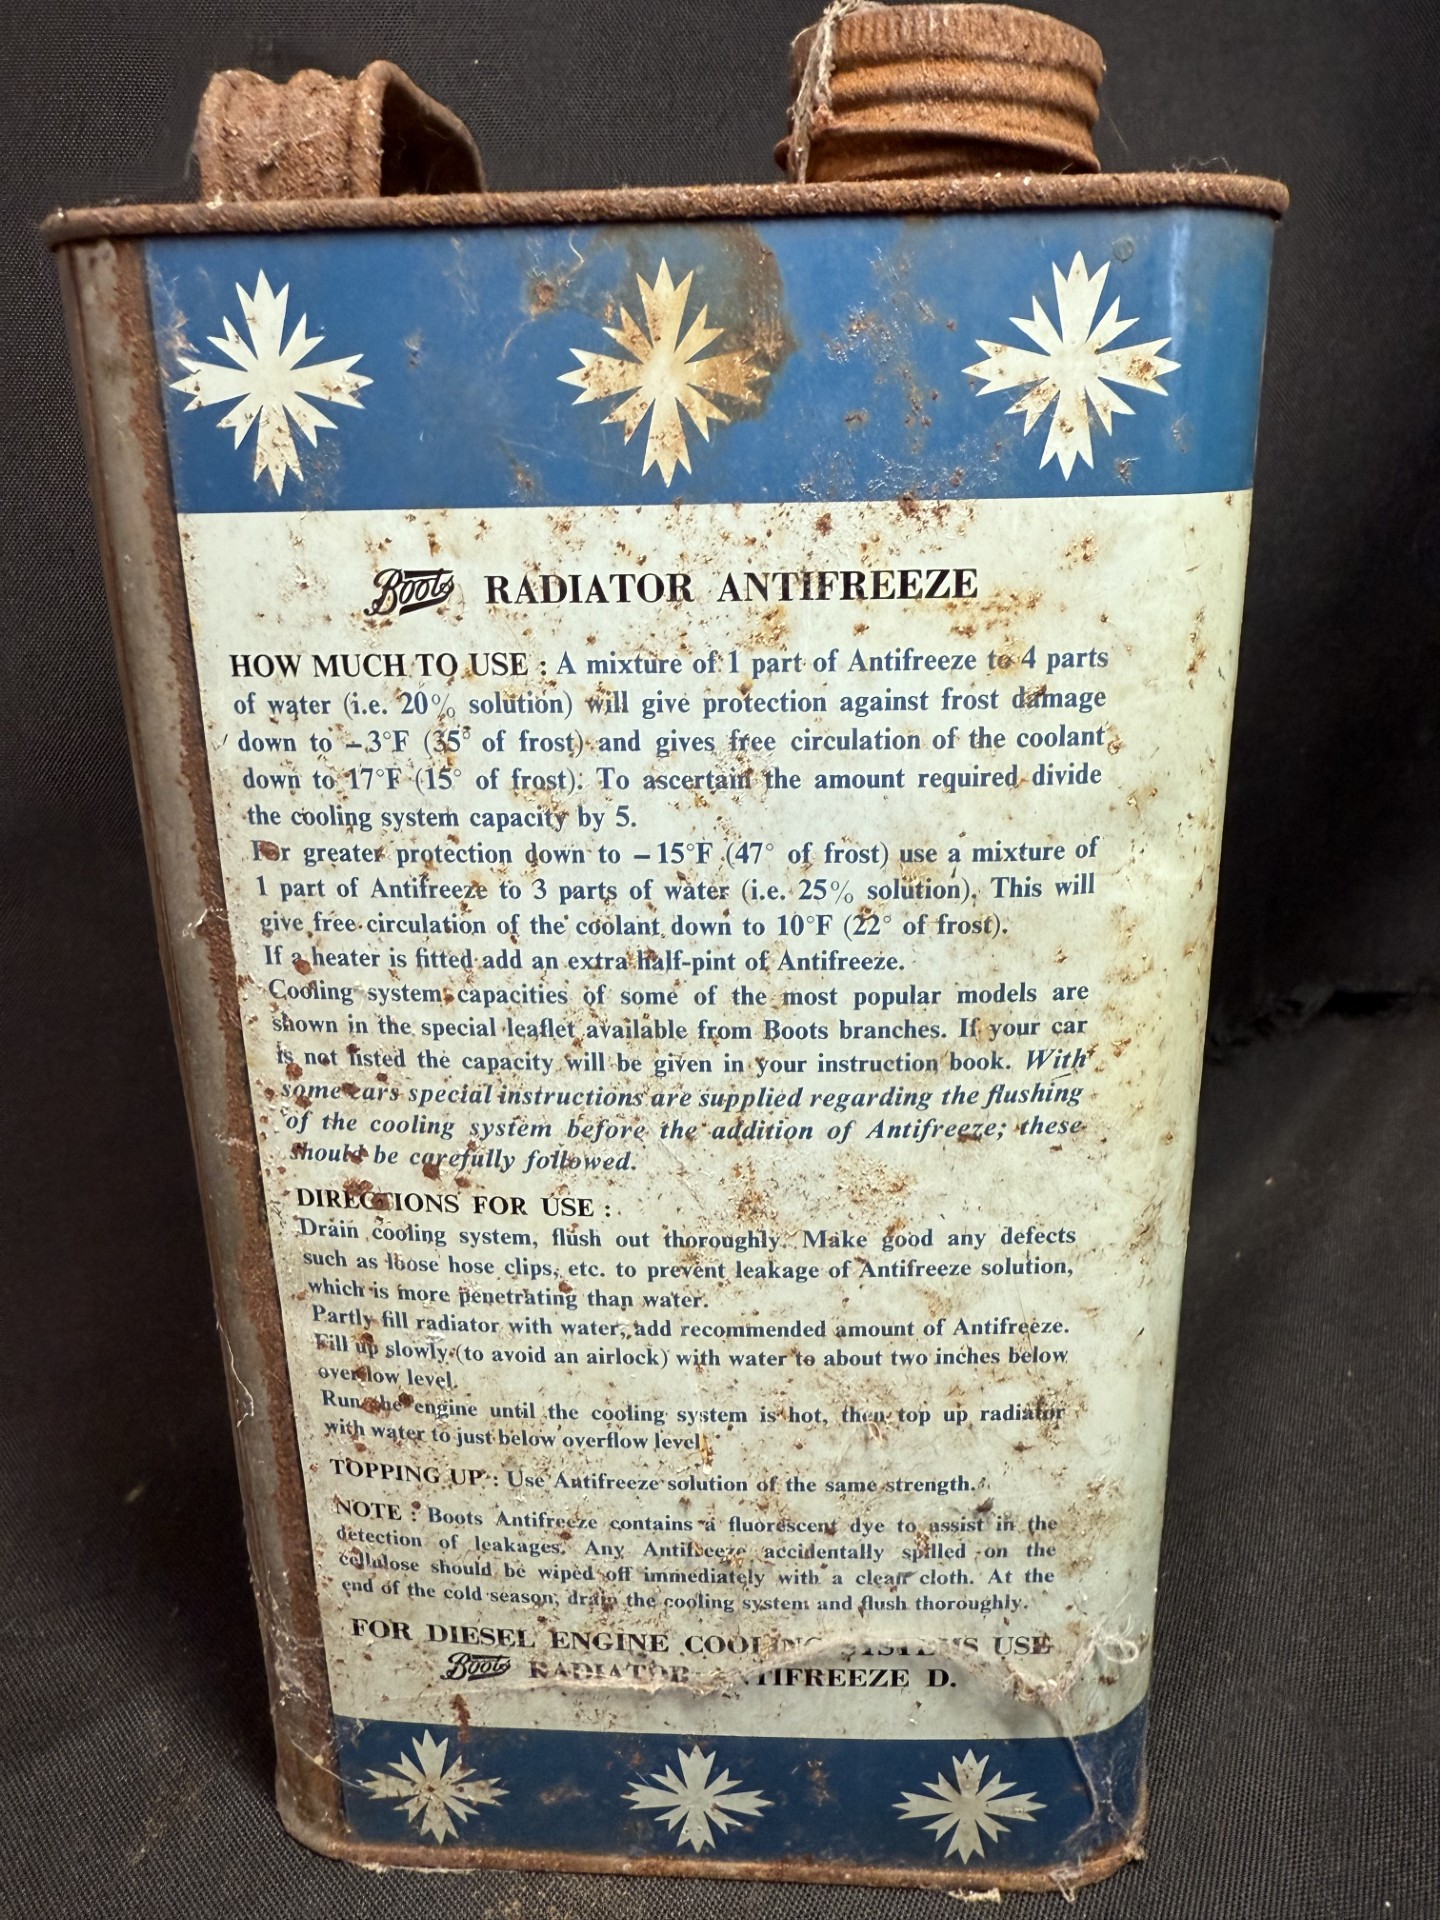 Boots RADIATOR ANTIFREEZE
HOW MUCH TO USE : A mixture of 1 part of Antifreeze to 4 parts
of water (i.e. 20% solution) will give protection against frost damage
down to –3°F (35° of frost) and gives free circulation of the coolant
down to 17°F (15° of frost). To ascertain the amount required divide
the cooling system capacity by 5.
For greater protection down to –15°F (47° of frost) use a mixture of
1 part of Antifreeze to 3 parts of water (i.e. 25% solution). This will
give free circulation of the coolant down to 10°F (22° of frost).
If a heater is fitted add an extra half-pint of Antifreeze.
Cooling system capacities of some of the most popular models are
shown in the special leaflet available from Boots branches. If your car
is not listed the capacity will be given in your instruction book. With
some cars special instructions are supplied regarding the flushing
of the cooling system before the addition of Antifreeze; these
should be carefully followed.
DIRECTIONS FOR USE :
Drain cooling system, flush out thoroughly. Make good any defects
such as loose hose clips, etc. to prevent leakage of Antifreeze solution,
which is more penetrating than water.
Partly fill radiator with water, add recommended amount of Antifreeze.
Fill up slowly (to avoid an airlock) with water to about two inches below
overflow level.
Run the engine until the cooling system is hot, then top up radiator
with water to just below overflow level.
TOPPING UP : Use Antifreeze solution of the same strength.
NOTE : Boots Antifreeze contains a fluorescent dye to assist in the
detection of leakages. Any Antifreeze accidentally spilled on the
cellulose should be wiped off immediately with a clean cloth. At the
end of the cold season, drain the cooling system and flush thoroughly.
FOR DIESEL ENGINE COOLING SYSTEMS USE
Boots RADIATOR ANTIFREEZE D.